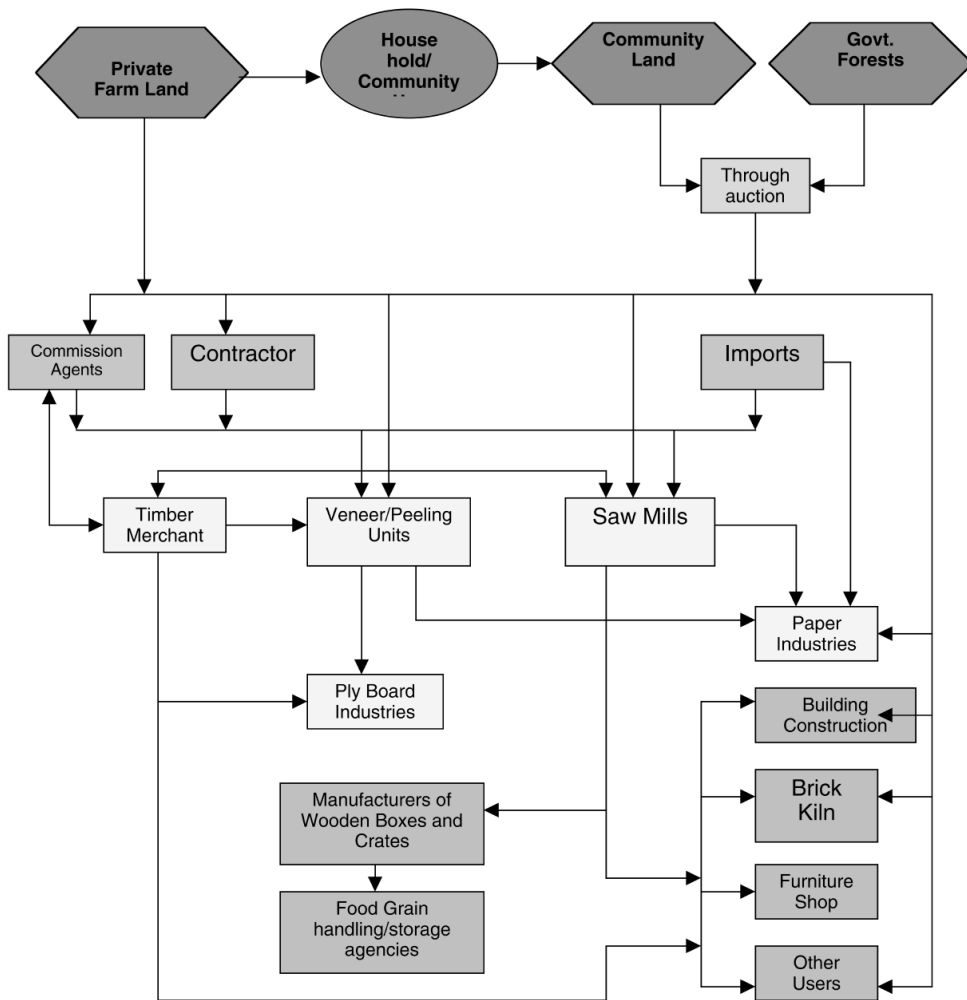 Private
Farm Land
House
hold/
Community
Community
Land
Govt.
Forests
Through
auction
Commission
Agents
Contractor
Imports
Timber
Merchant
Veneer/Peeling
Units
Saw Mills
Paper
Industries
Ply Board
Industries
Building
Construction
Manufacturers of
Wooden Boxes and
Crates
Brick
Kiln
Food Grain
handling/storage
agencies
Furniture
Shop
Other
Users